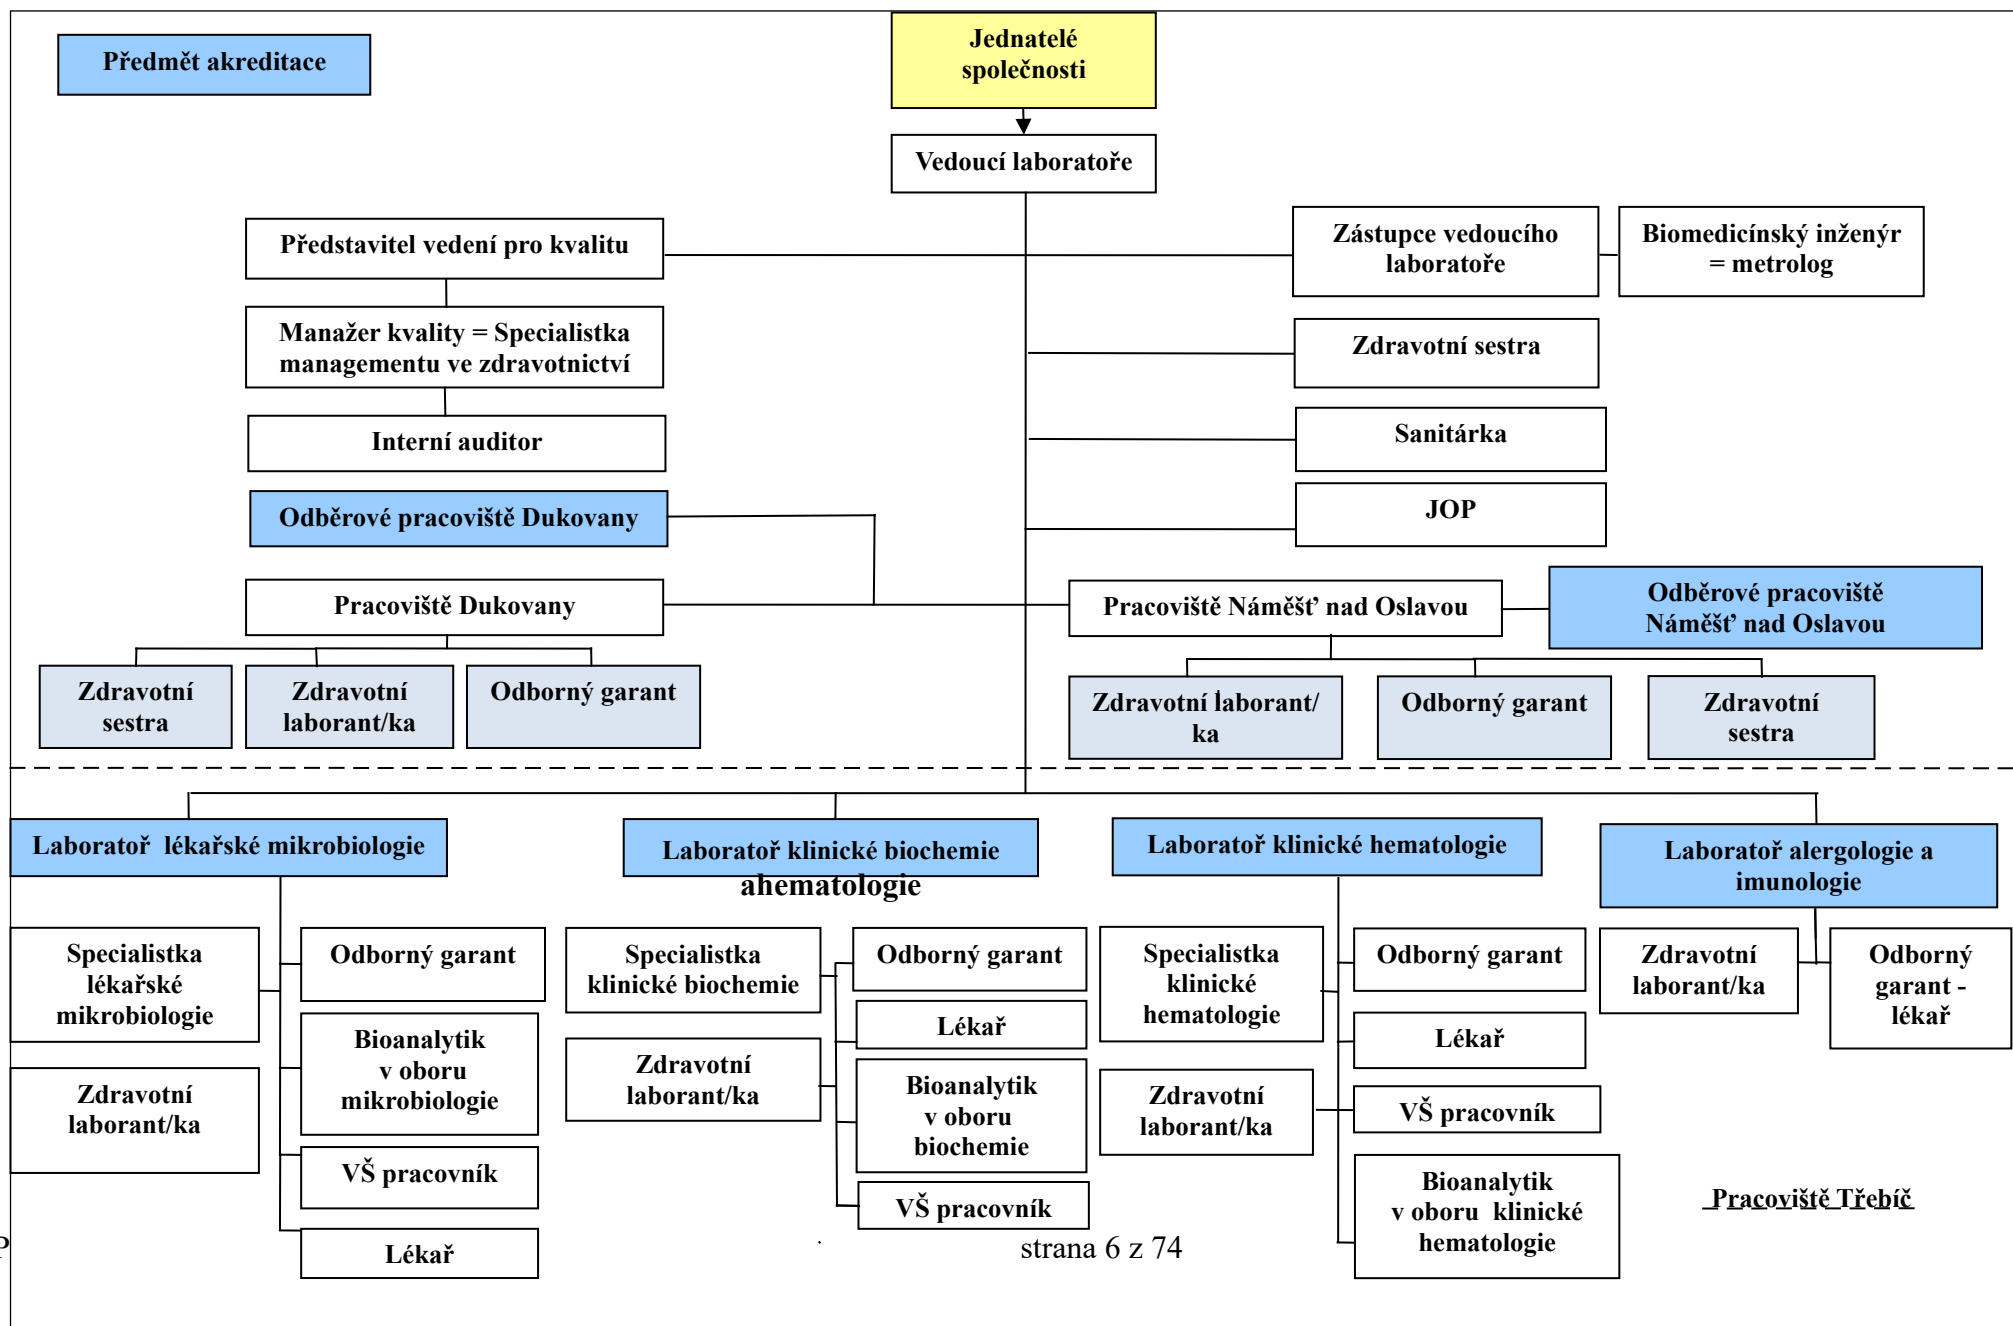 Předmět akreditace
Jednatelé
společnosti
Vedoucí laboratoře
Představitel vedení pro kvalitu
Zástupce vedoucího
laboratoře
Biomedicínský inženýr
= metrolog
Manažer kvality = Specialistka
managementu ve zdravotnictví
Zdravotní sestra
Interní auditor
Sanitárka
Odběrové pracoviště Dukovany
JOP
Pracoviště Dukovany
Pracoviště Náměšť nad Oslavou
Odběrové pracoviště
Náměšť nad Oslavou
Zdravotní
sestra
Zdravotní
laborant/ka
Odborný garant
Zdravotní laborant/
ka
Odborný garant
Zdravotní
sestra
Laboratoř  lékařské mikrobiologie
Laboratoř klinické biochemie
ahematologie
Laboratoř klinické hematologie
Laboratoř alergologie a
imunologie
Specialistka
lékařské
mikrobiologie
Odborný garant
Bioanalytik
v oboru
mikrobiologie
Zdravotní
laborant/ka
VŠ pracovník
Lékař
Specialistka
klinické biochemie
Odborný garant
Lékař
Zdravotní
laborant/ka
Bioanalytik
v oboru
biochemie
VŠ pracovník
Specialistka
klinické
hematologie
Odborný garant
Lékař
Zdravotní
laborant/ka
VŠ pracovník
Bioanalytik
v oboru  klinické
hematologie
Zdravotní
laborant/ka
Odborný
garant -
lékař
Pracoviště Třebíč
strana 6 z 74